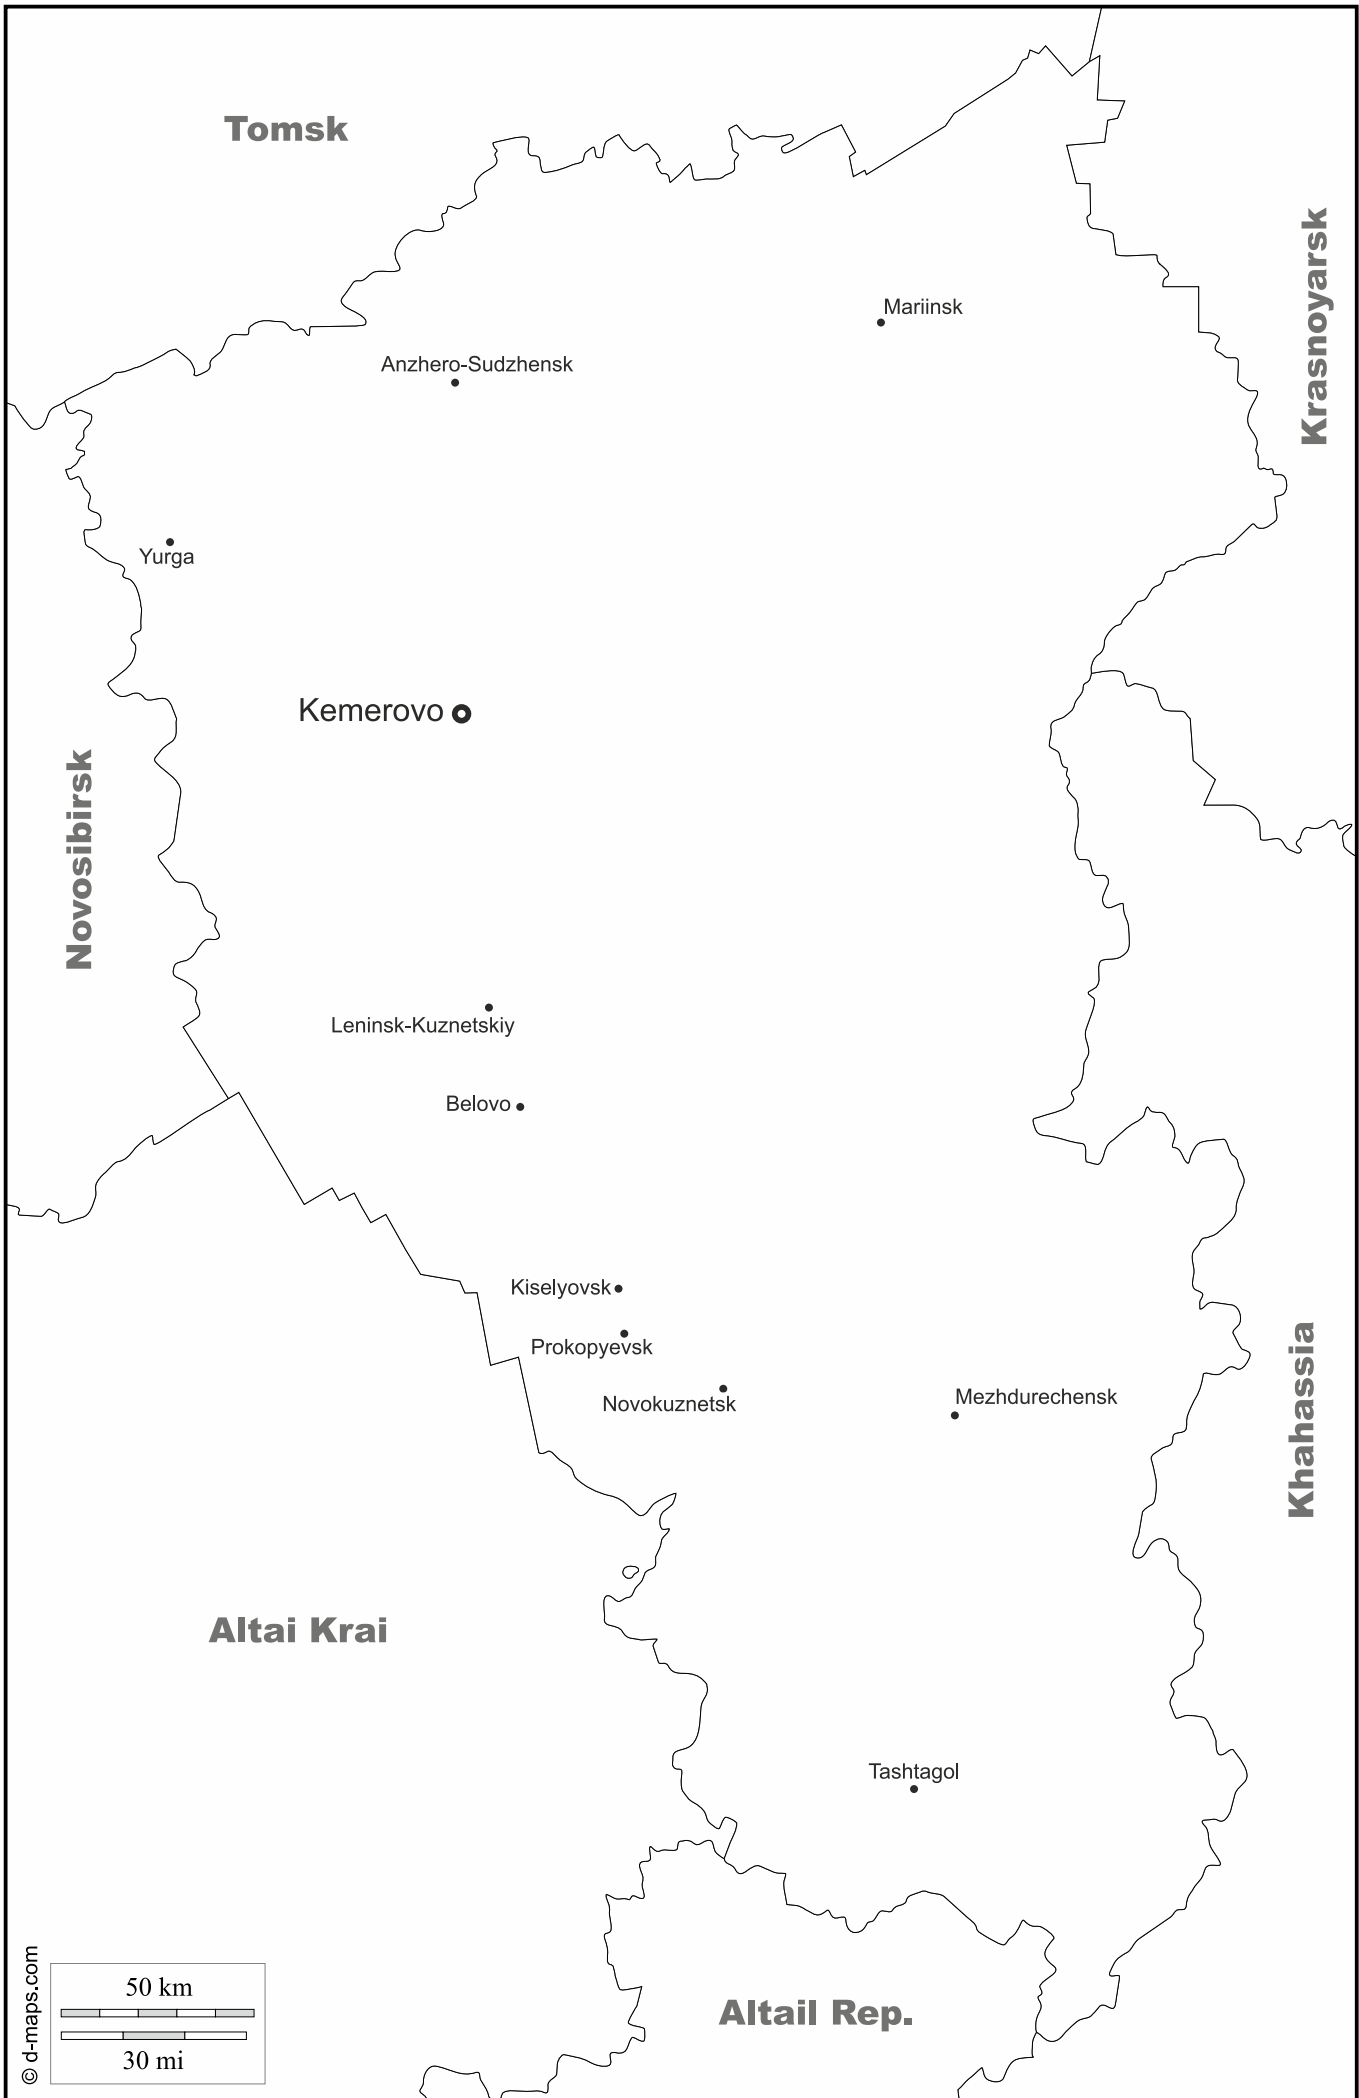 Tomsk
Krasnoyarsk
Mariinsk
Anzhero-Sudzhensk
Yurga
Kemerovo
Novosibirsk
Leninsk-Kuznetskiy
Belovo
Kiselyovsk
Prokopyevsk
Novokuznetsk
Mezhdurechensk
Khahassia
Altai Krai
Tashtagol
Altail Rep.
50 km
30 mi
© d-maps.com